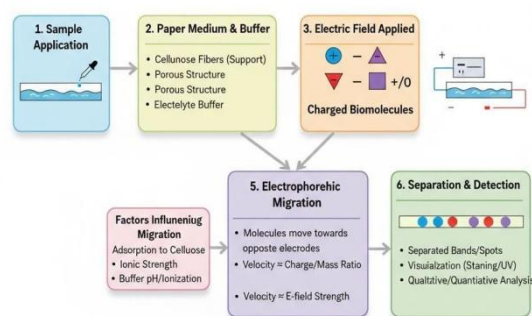 1. Sample
Application
2. Paper Medium & Buffer
• Cellunose Fibers (Support)
• Porous Structure
• Porous Structure
• Electelyte Buffer
3. Electric Field Applied
+ − −
− − +/0
Charged Biomolecules
+
−
Factors Influneniug
Migration
Adsorption to Celluose
• Ionic Strength
• Buffer pH/Ionization
5. Electrophorehic
Migration
• Molecules move towards
opposite elecrodes
• Velocity ≈ Charge/Mass Ratio
• Velocity ≈ E-field Strength
6. Separation & Detection
• Separated Bands/Spots
• Visuialzation (Staning/UV)
• Qualtative/Quantiative Analysis